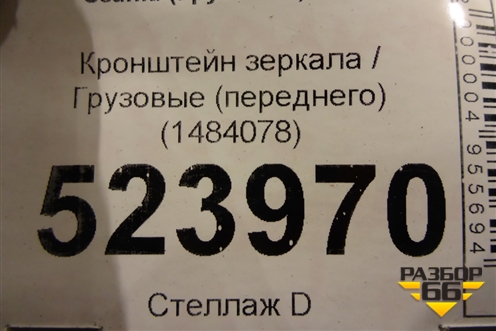 Кронштейн зеркала /
Грузовые (переднего)
(1484078)
523970
Стеллаж D
РАЗБОР
66